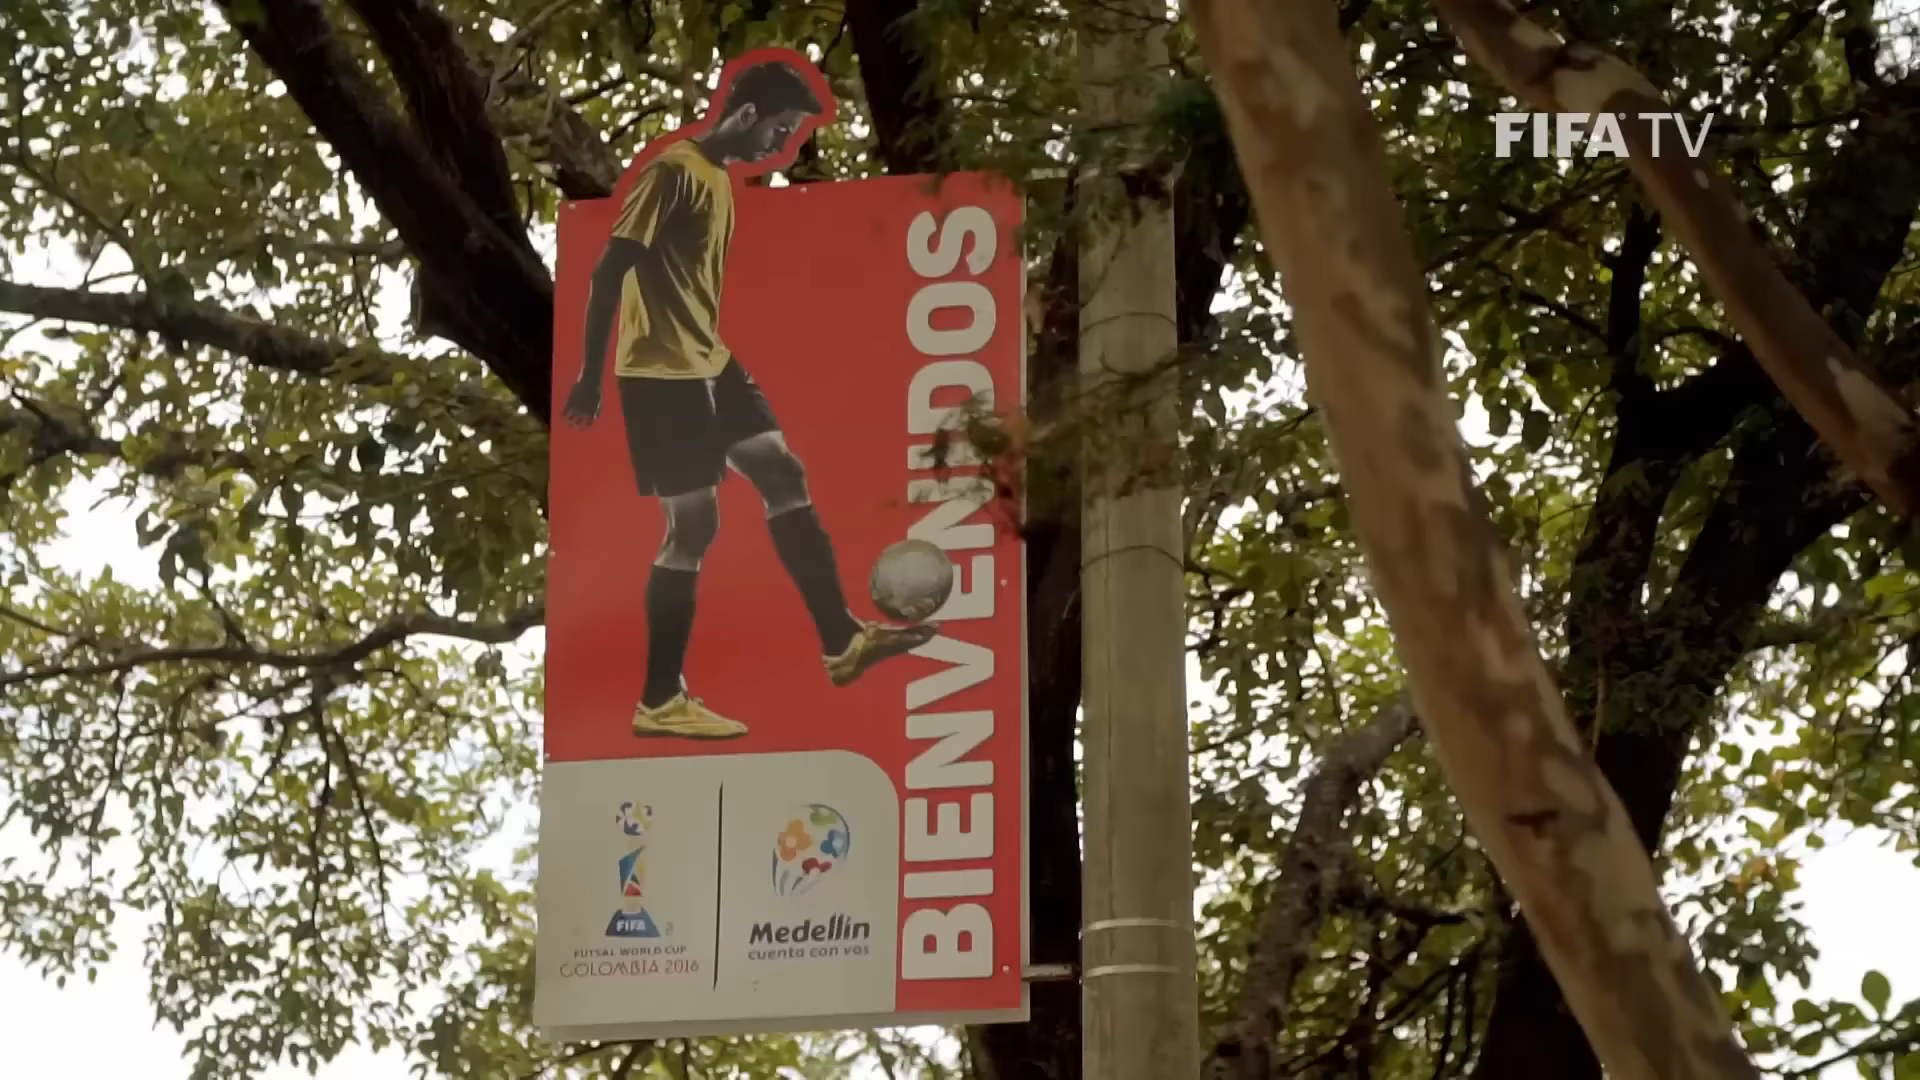 FIFA TV
BIENVENIDOS
FIFA
FUTSAL WORLD CUP
COLOMBIA 2016
Medellín
cuenta con vos